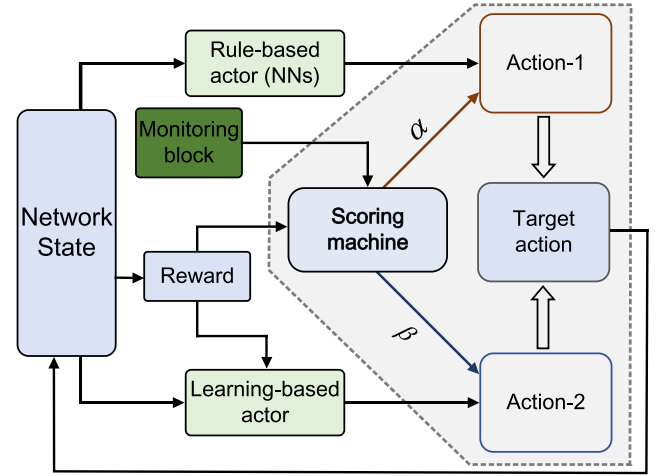 Rule-based
actor (NNs)
Action-1
Monitoring
block
α
Network
State
Scoring
machine
Target
action
Reward
β
Learning-based
actor
Action-2